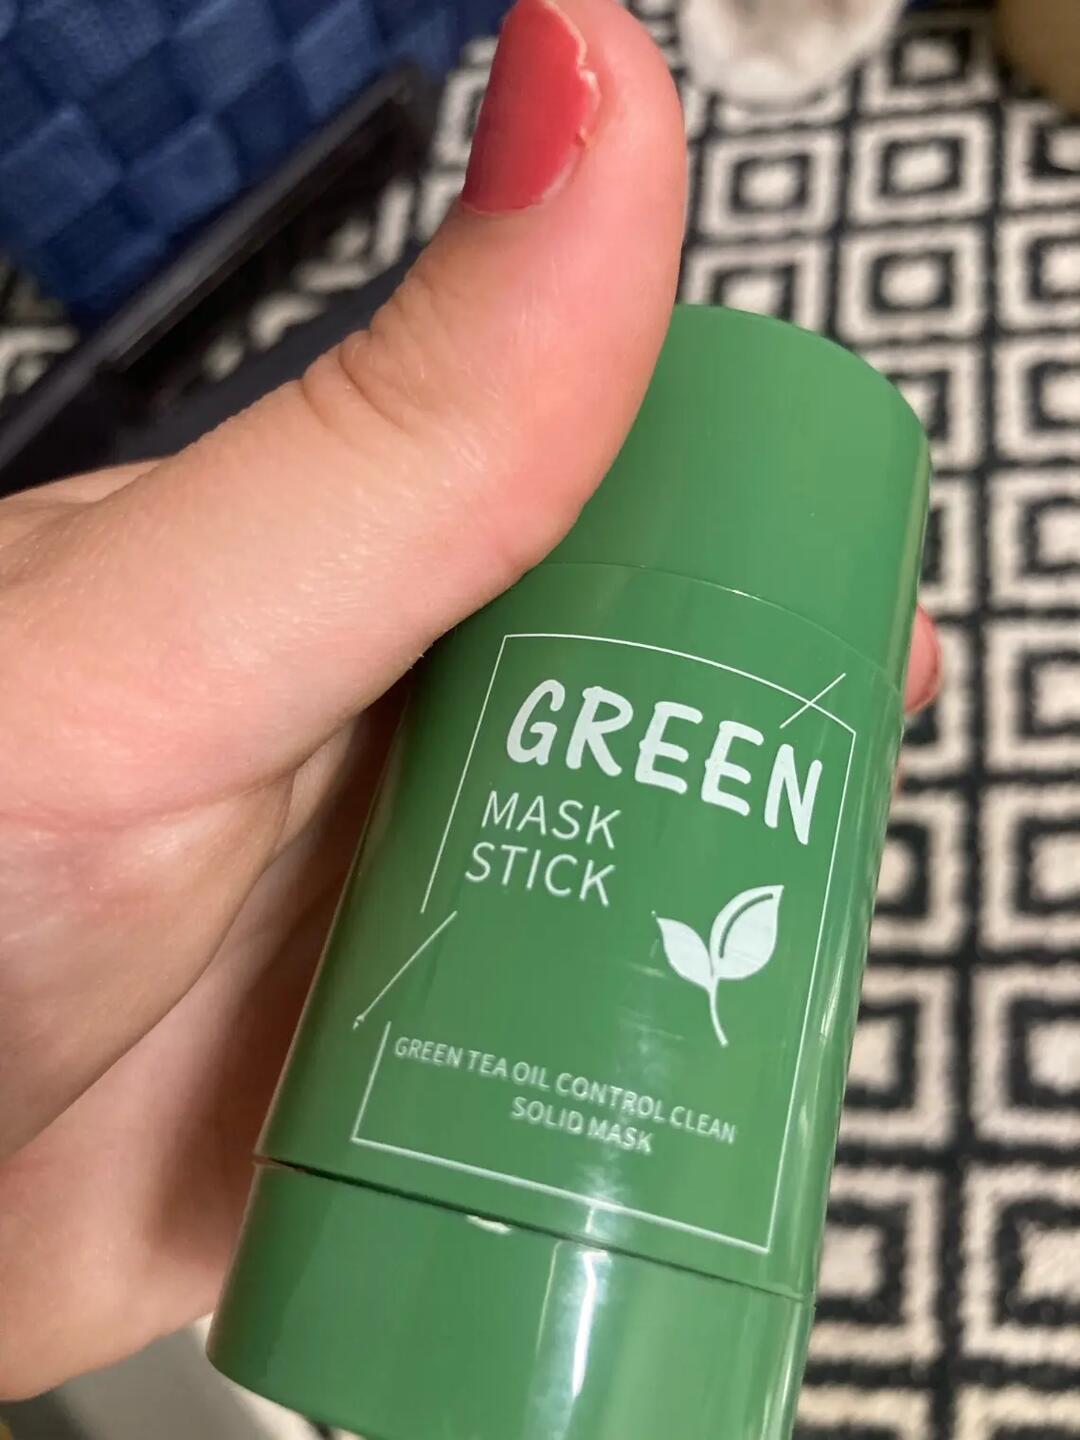 GREEN
MASK
STICK
GREEN TEA OIL CONTROL CLEAN
SOLID MASK